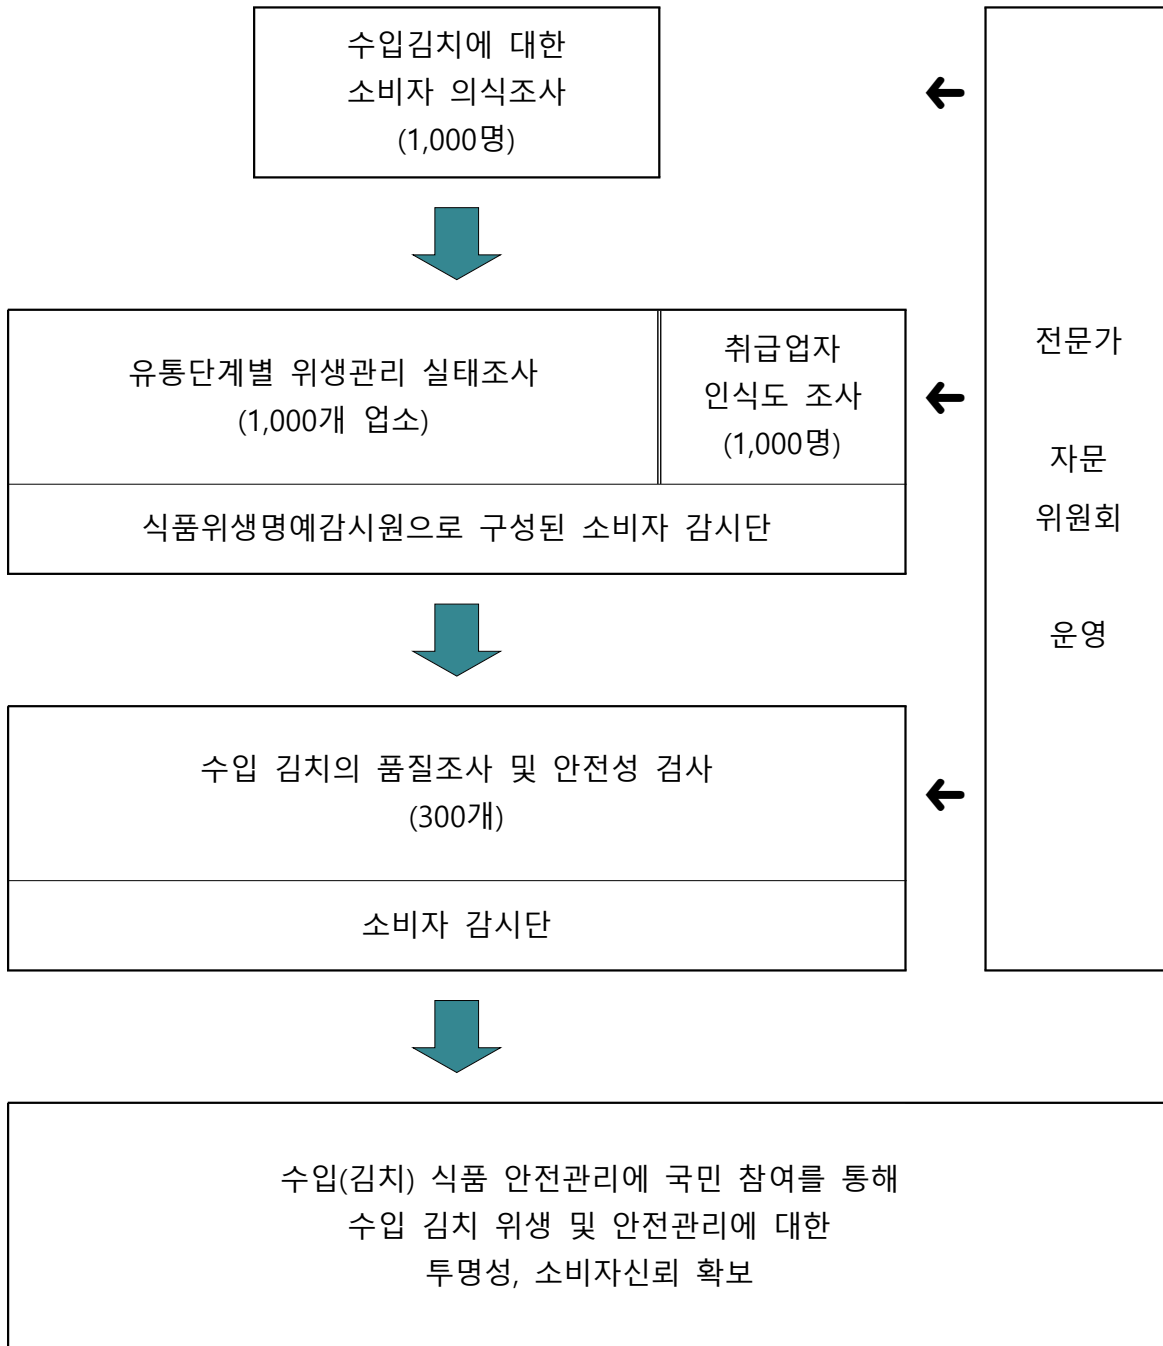 수입김치에 대한
소비자 의식조사
(1,000명)
유통단계별 위생관리 실태조사
(1,000개 업소)
취급업자
인식도 조사
(1,000명)
식품위생명예감시원으로 구성된 소비자 감시단
수입 김치의 품질조사 및 안전성 검사
(300개)
소비자 감시단
전문가
자문
위원회
운영
수입(김치) 식품 안전관리에 국민 참여를 통해
수입 김치 위생 및 안전관리에 대한
투명성, 소비자신뢰 확보